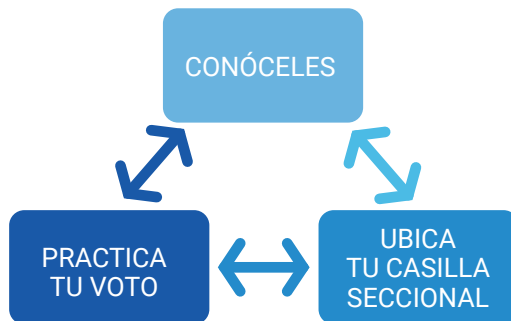 CONÓCELES
PRACTICA
TU VOTO
UBICA
TU CASILLA
SECCIONAL